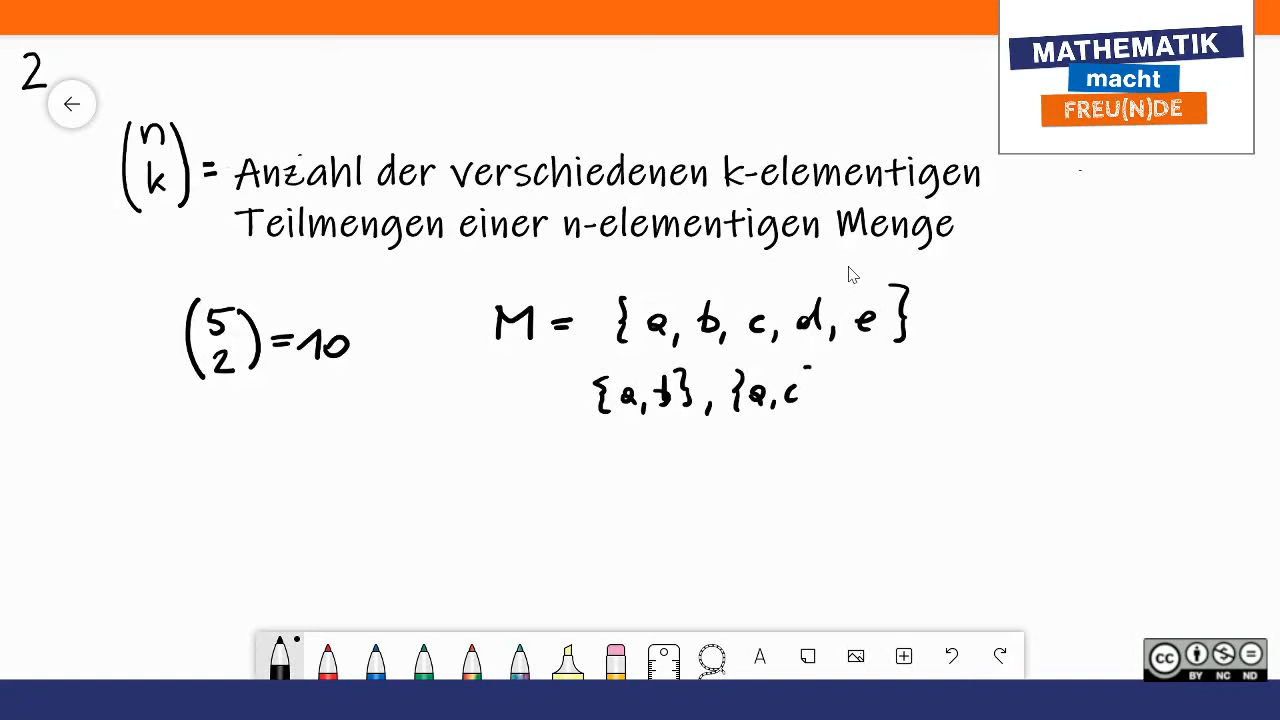 MATHEMATIK
macht
FREU(N)DE
2
(n k) = Anzahl der verschiedenen k-elementigen
Teilmengen einer n-elementigen Menge
(5 2) = 10
M = { a, b, c, d, e }
{a,b}, {a,c
A
cc
BY NC ND